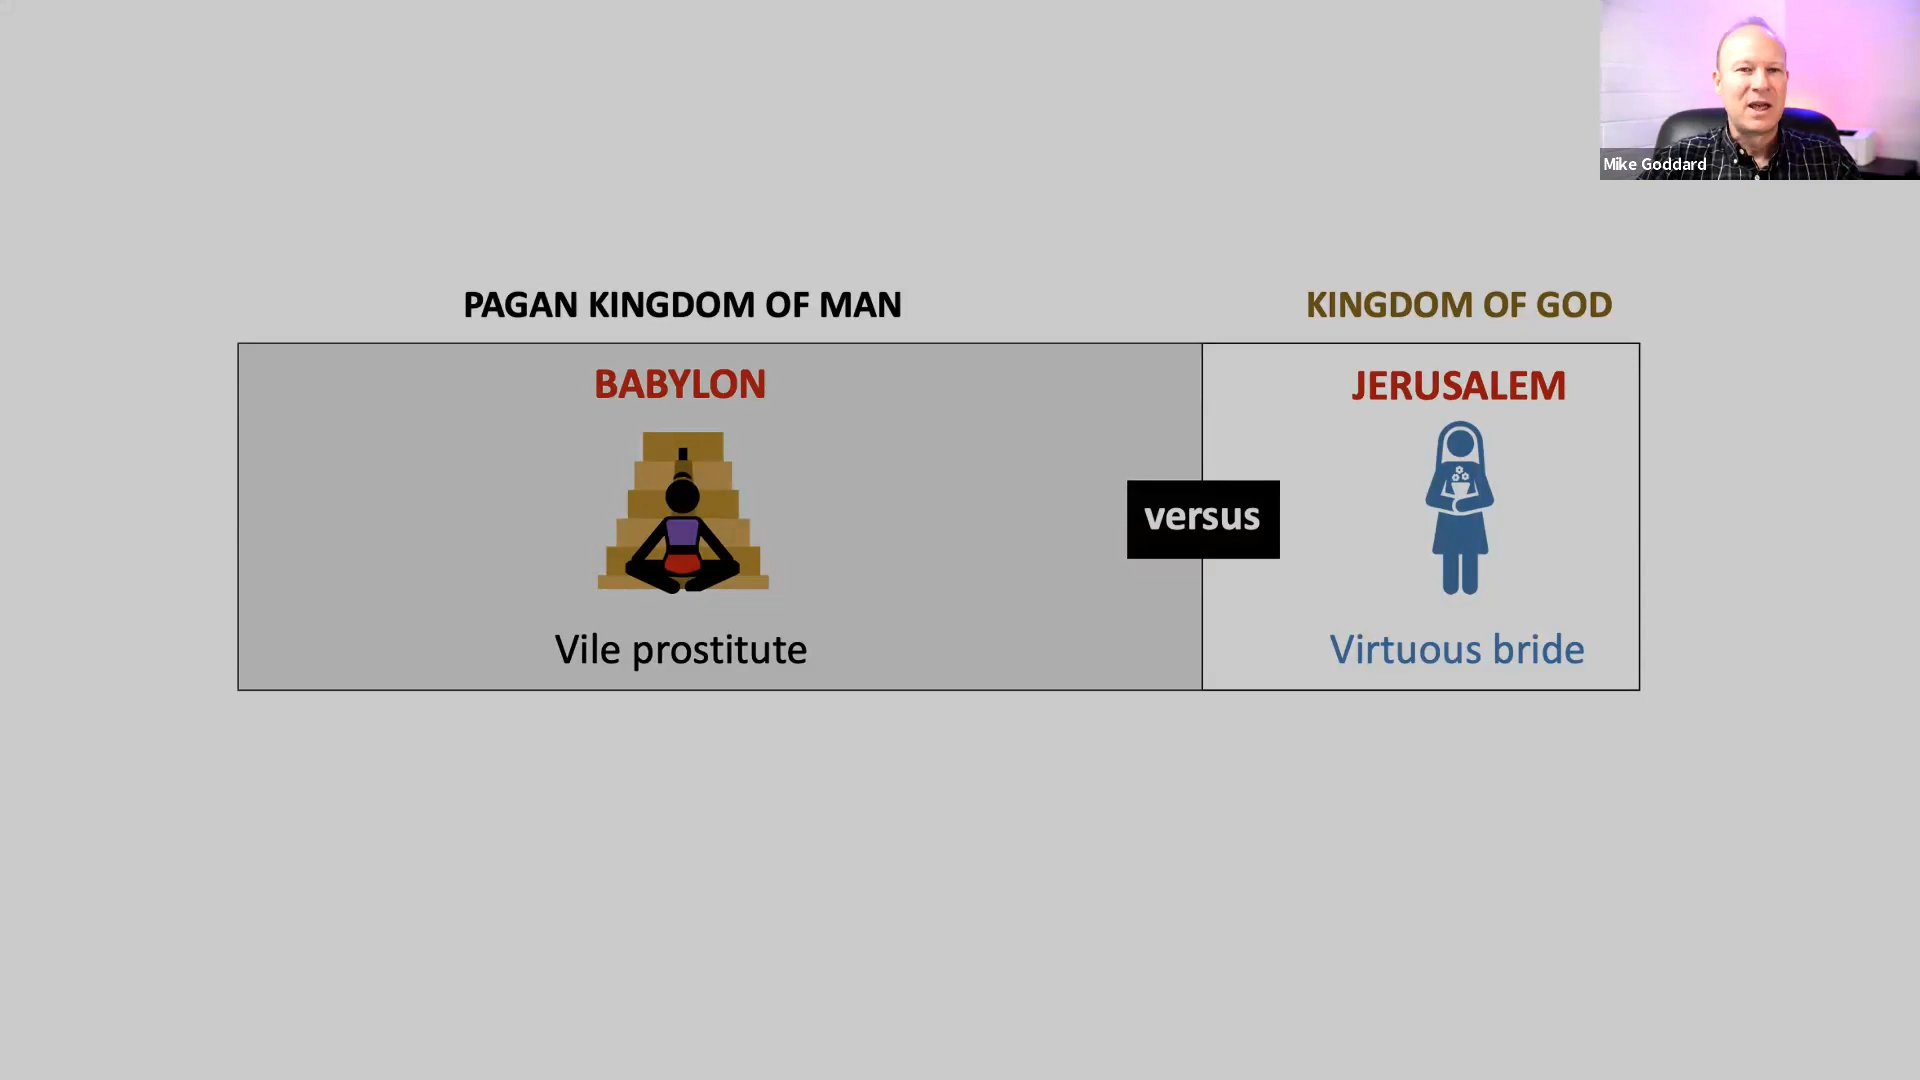 Mike Goddard
PAGAN KINGDOM OF MAN
KINGDOM OF GOD
BABYLON
JERUSALEM
versus
Vile prostitute
Virtuous bride